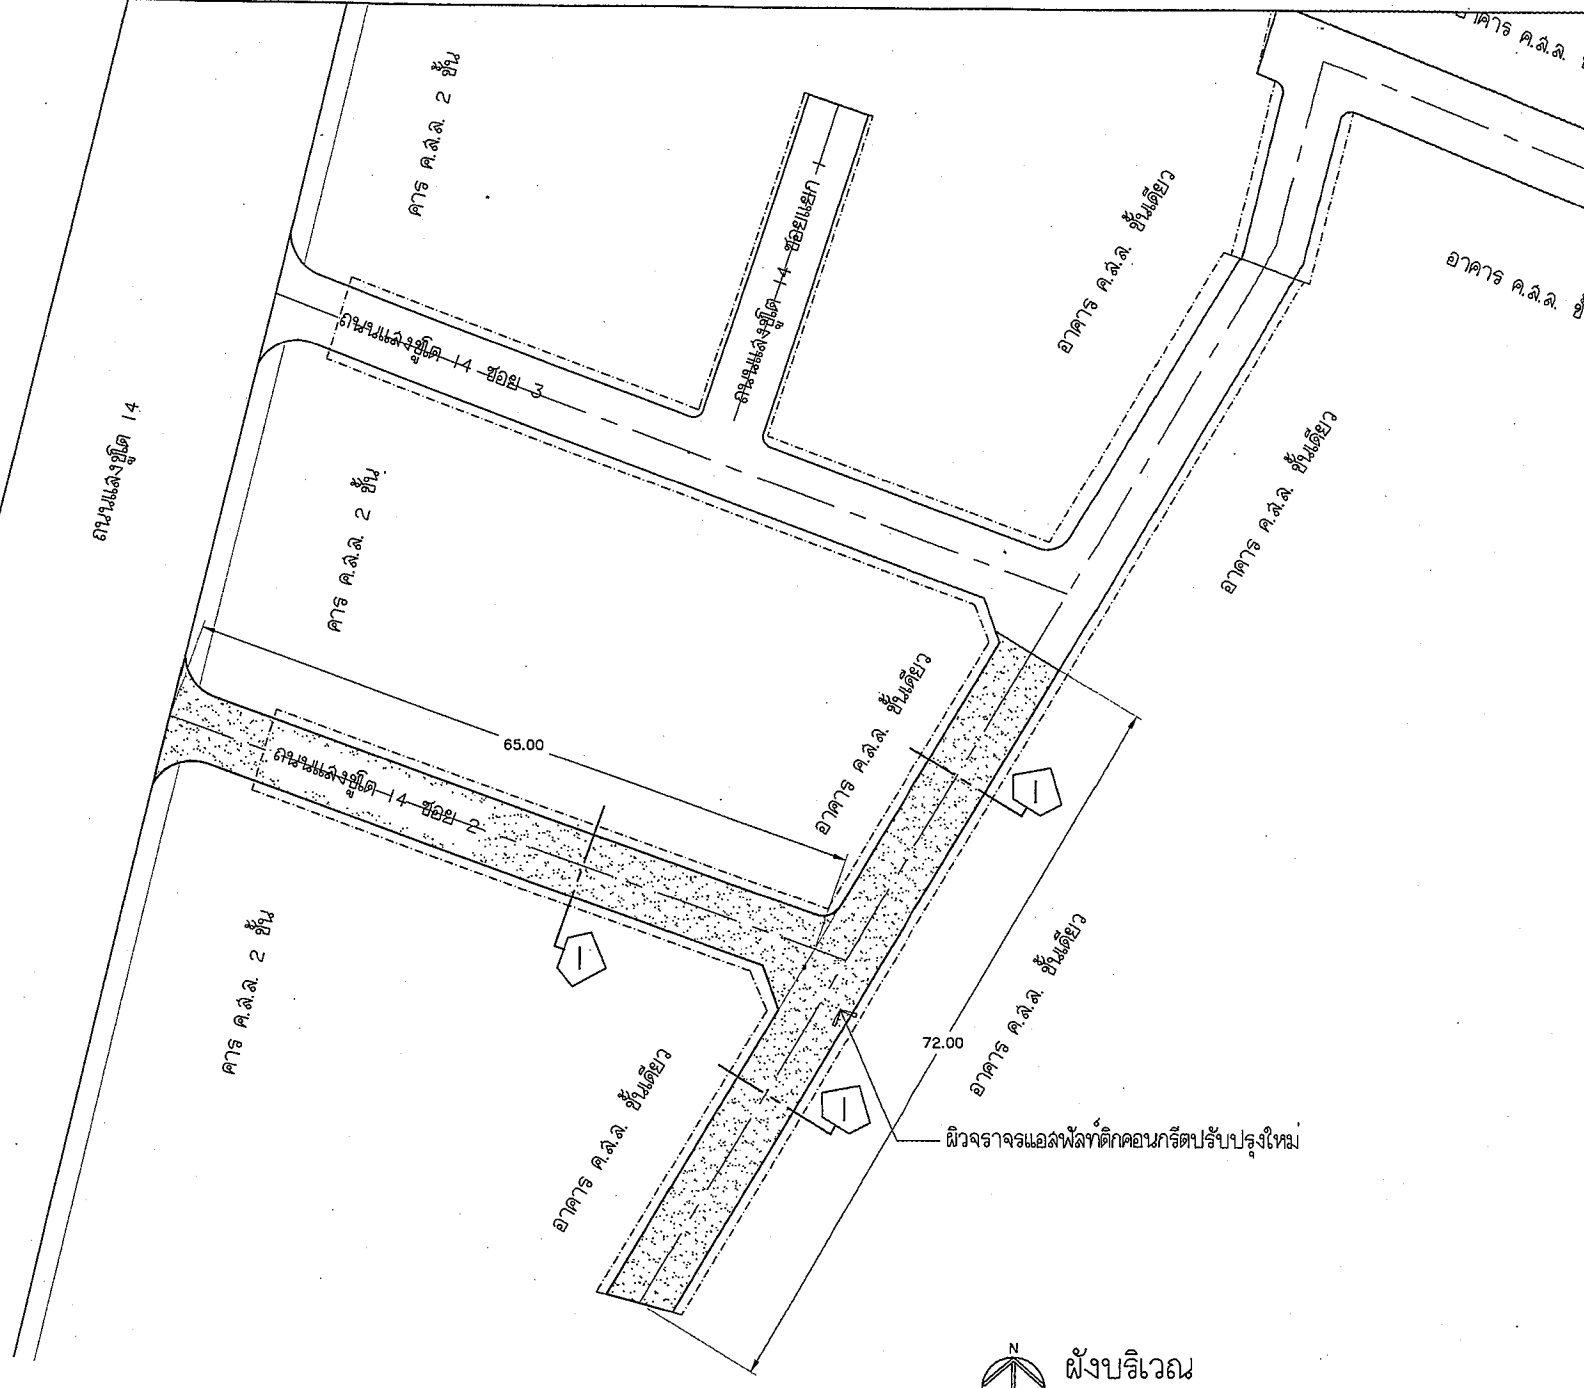 อาคาร ค.ส.ล.
คาร ค.ส.ล. 2 ชั้น
ถนนแสงชูโต 14 ซอยแยก 1
อาคาร ค.ส.ล. ชั้นเดียว
อาคาร ค.ส.ล.
ถนนแสงชูโต 14 ซอย 3
ถนนแสงชูโต 14
คาร ค.ส.ล. 2 ชั้น
อาคาร ค.ส.ล. ชั้นเดียว
65.00
อาคาร ค.ส.ล. ชั้นเดียว
ถนนแสงชูโต 14 ซอย 2
1
1
คาร ค.ส.ล. 2 ชั้น
อาคาร ค.ส.ล. ชั้นเดียว
72.00
อาคาร ค.ส.ล. ชั้นเดียว
1
ผิวจราจรแอสฟัลท์ติกคอนกรีตปรับปรุงใหม่
N
ผังบริเวณ